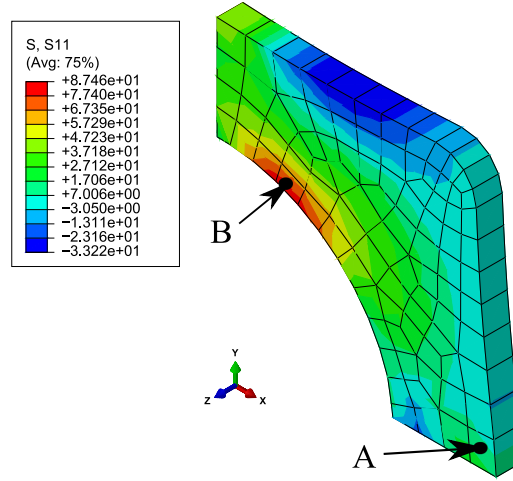 S, S11
(Avg: 75%)
+8.746e+01
+7.740e+01
+6.735e+01
+5.729e+01
+4.723e+01
+3.718e+01
+2.712e+01
+1.706e+01
+7.006e+00
−3.050e+00
−1.311e+01
−2.316e+01
−3.322e+01
B
Y
Z
X
A